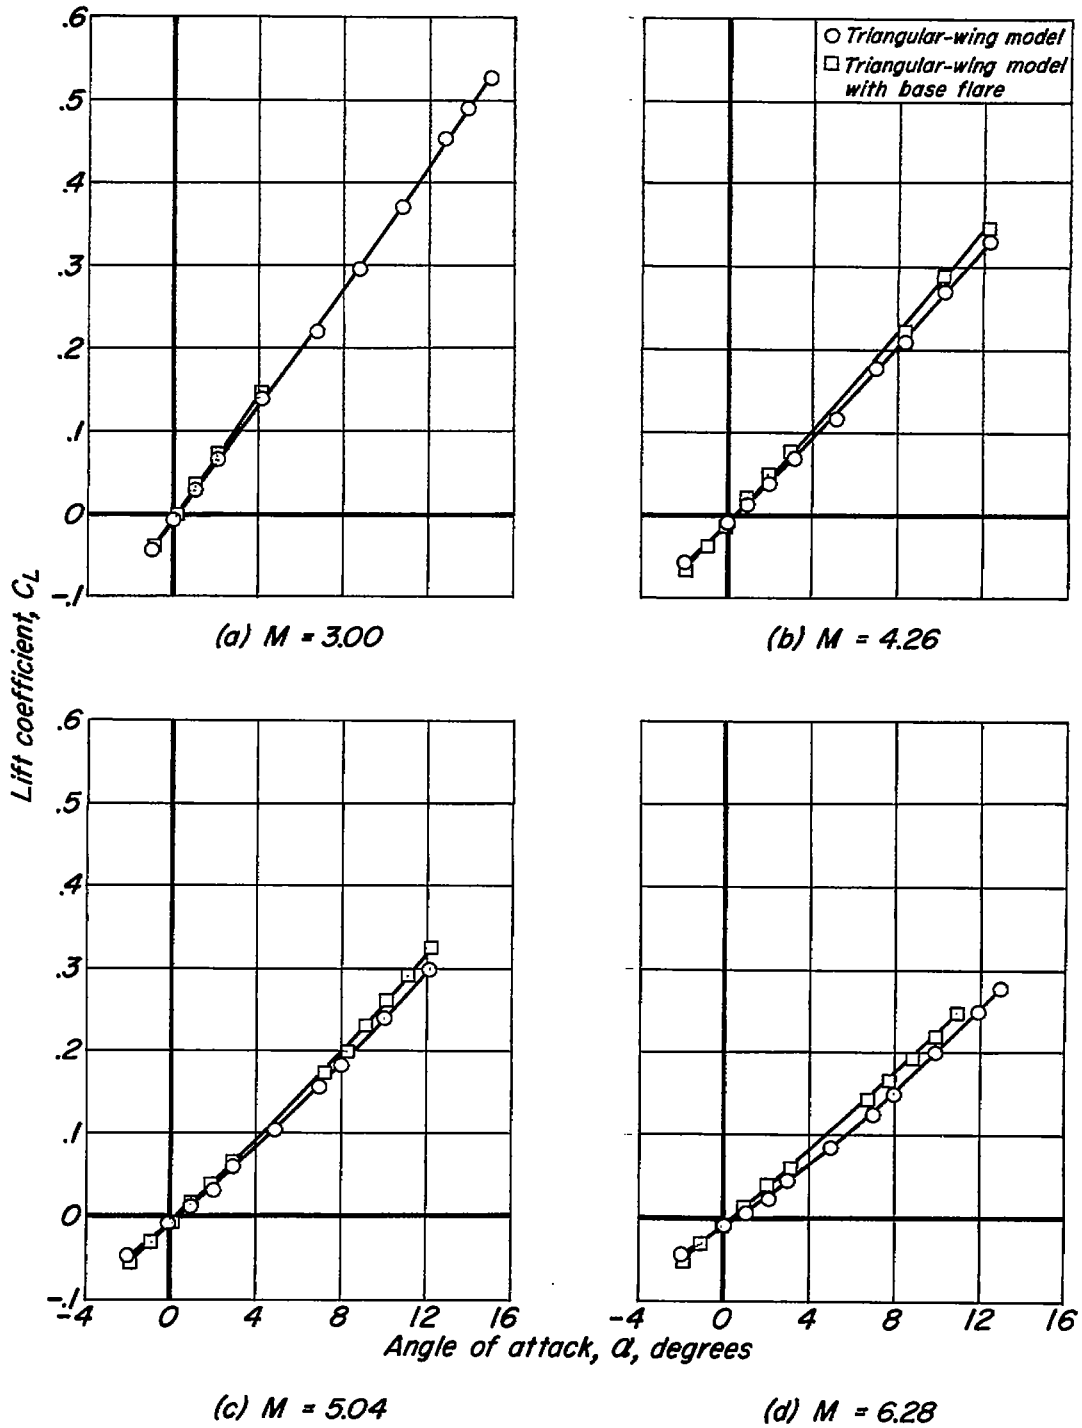 .6
.5
.4
.3
.2
.1
0
-.1
Triangular-wing model
Triangular-wing model
with base flare
(a) M = 3.00
(b) M = 4.26
Lift coefficient, CL
.6
.5
.4
.3
.2
.1
0
-.1
-4 0 4 8 12 16
-4 0 4 8 12 16
Angle of attack, α, degrees
(c) M = 5.04
(d) M = 6.28